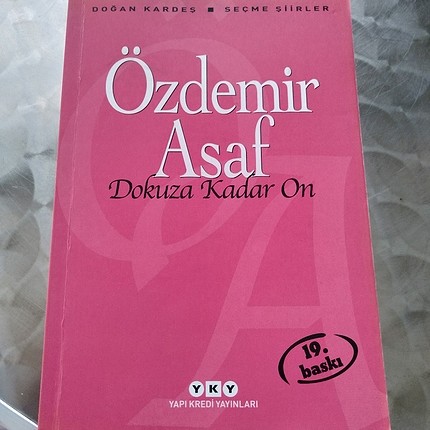 DOĞAN KARDEŞ ■ SEÇME ŞİİRLER
Özdemir
Asaf
Dokuza Kadar On
19.
baskı
YKY
YAPI KREDİ YAYINLARI